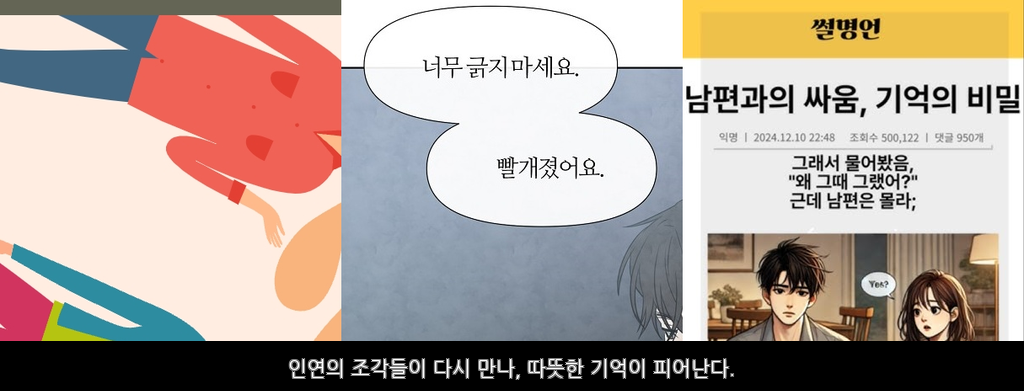 너무 긁지 마세요.
빨개졌어요.
썰명언
남편과의 싸움, 기억의 비밀
익명 | 2024.12.10 22:48 조회수 500,122 | 댓글 950개
그래서 물어봤음,
"왜 그때 그랬어?"
근데 남편은 몰라;
Yes?
인연의 조각들이 다시 만나, 따뜻한 기억이 피어난다.